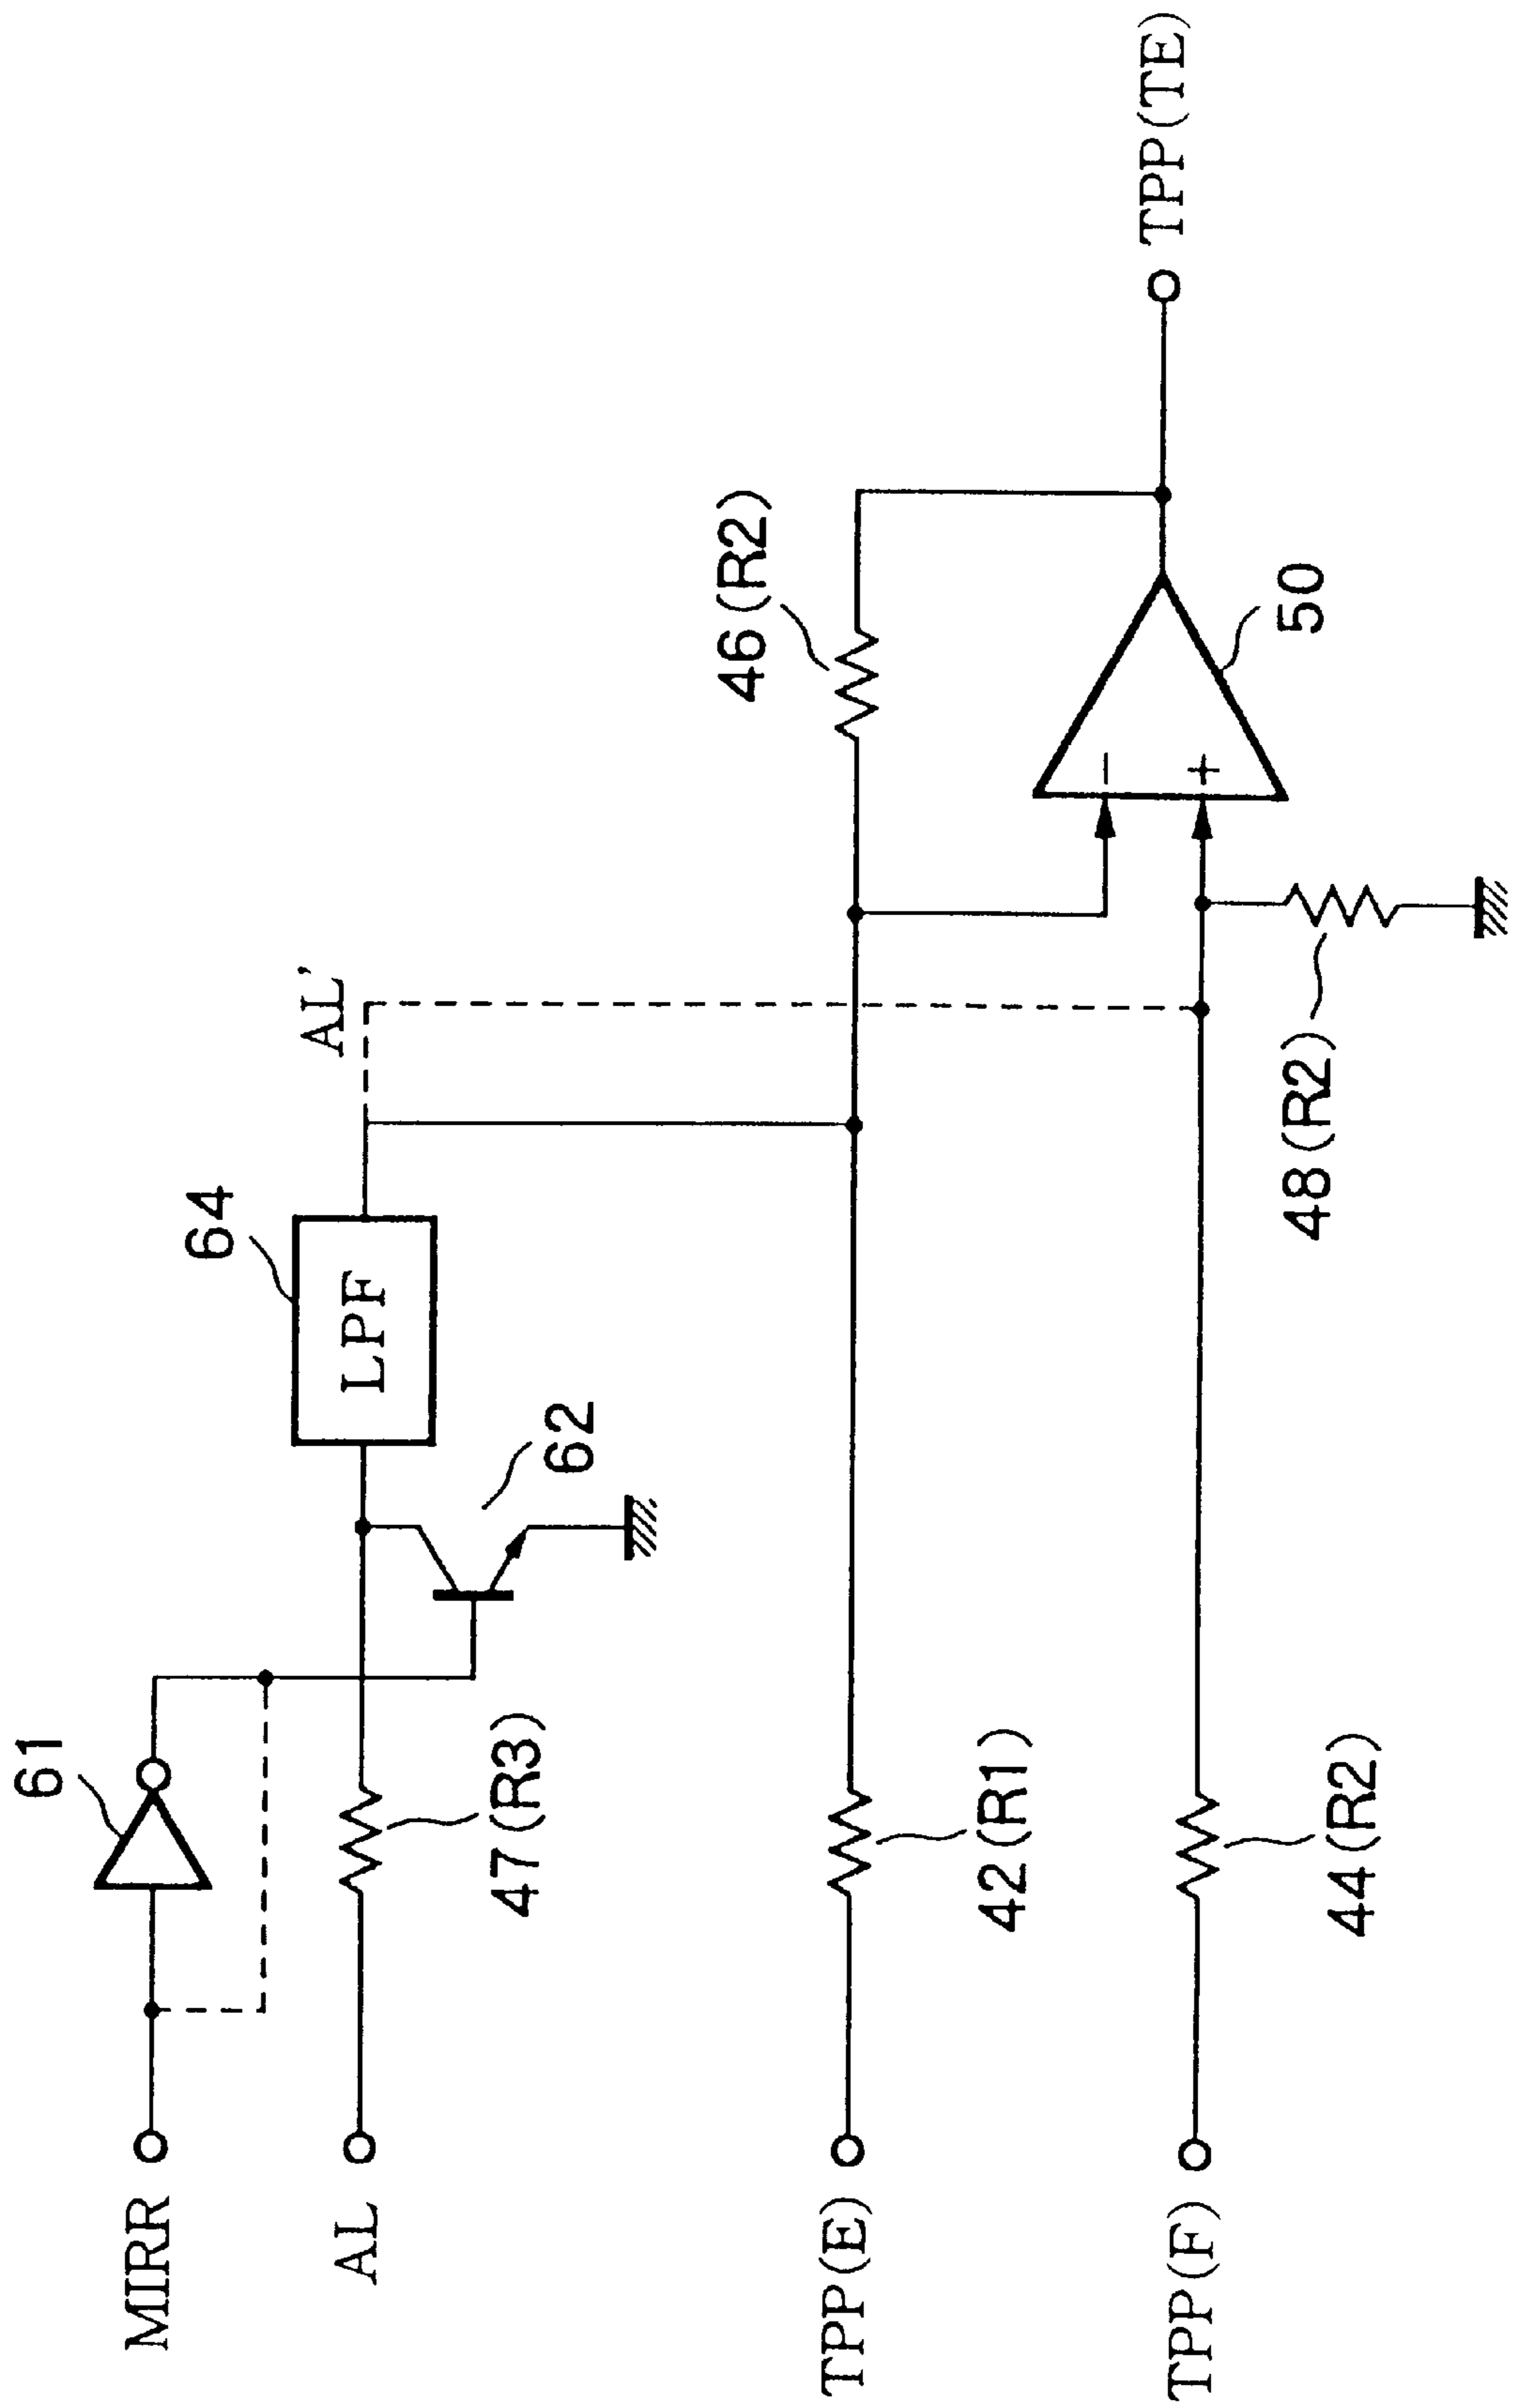 MIRR
61
AL
47(R3)
62
64
LPF
AL'
TPP(E)
42(R1)
46(R2)
TPP(F)
44(R2)
48(R2)
−
+
50
TPP(TE)